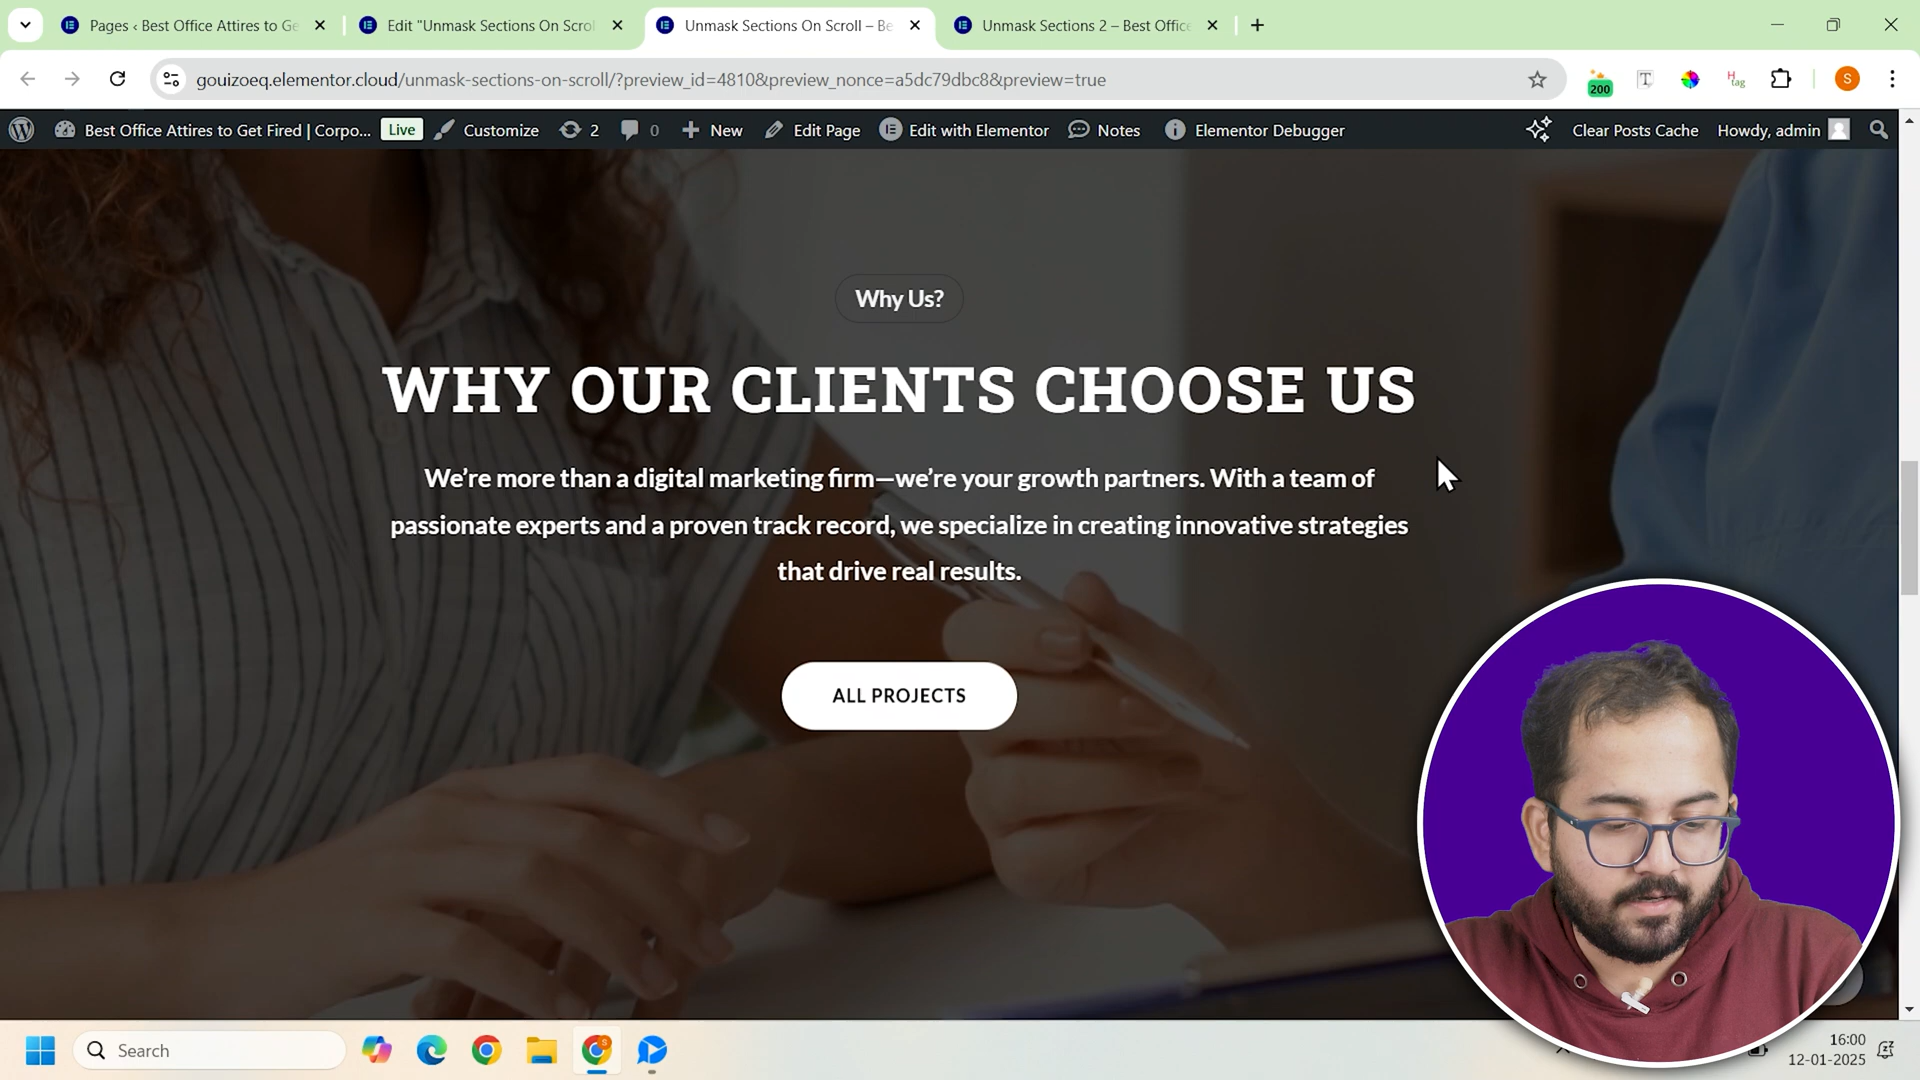 Pages ‹ Best Office Attires to Ge
Edit "Unmask Sections On Scrol
Unmask Sections On Scroll – Be
Unmask Sections 2 – Best Office
gouizoeq.elementor.cloud/unmask-sections-on-scroll/?preview_id=4810&preview_nonce=a5dc79dbc88&preview=true
200
T
H
tag
S
Best Office Attires to Get Fired | Corpo...
Live
Customize
2
0
New
Edit Page
Edit with Elementor
Notes
Elementor Debugger
Clear Posts Cache
Howdy, admin
Why Us?
WHY OUR CLIENTS CHOOSE US
We’re more than a digital marketing firm—we’re your growth partners. With a team of
passionate experts and a proven track record, we specialize in creating innovative strategies
that drive real results.
ALL PROJECTS
Search
16:00
12-01-2025